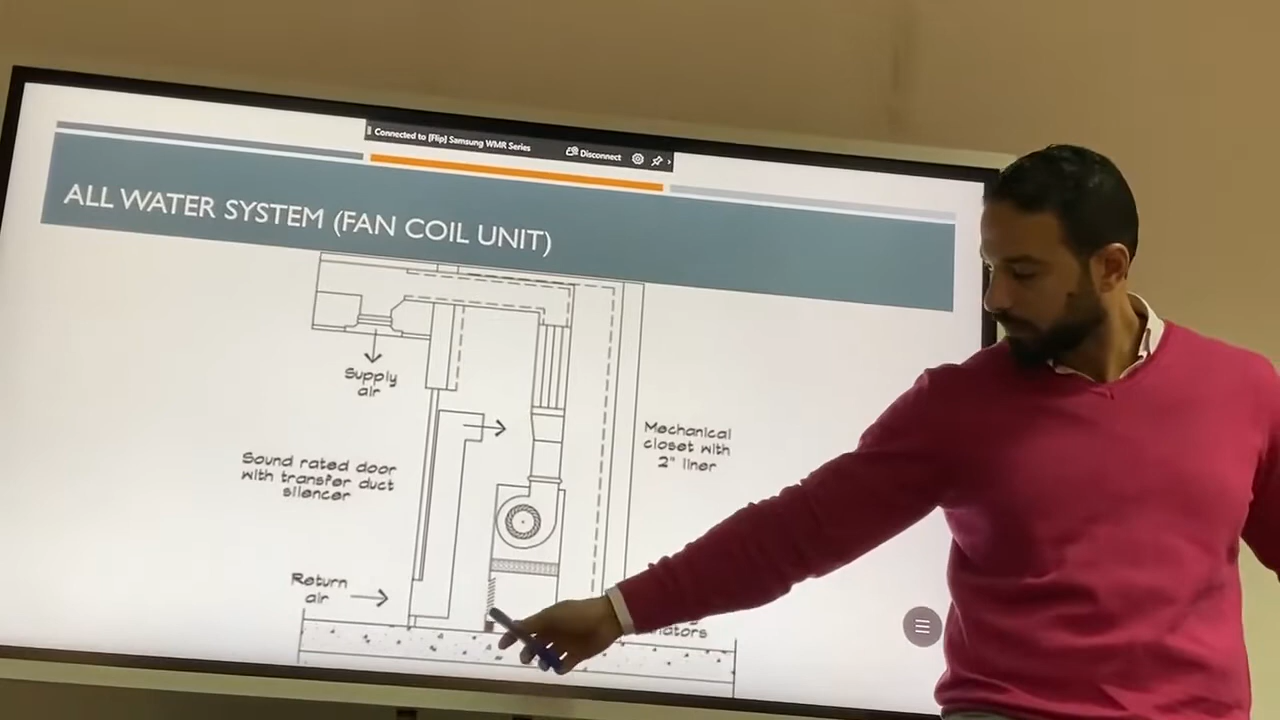 Connected to [Flip] Samsung WMR Series
Disconnect
ALL WATER SYSTEM (FAN COIL UNIT)
Supply
air
Mechanical
closet with
2" liner
Sound rated door
with transfer duct
silencer
Return
air